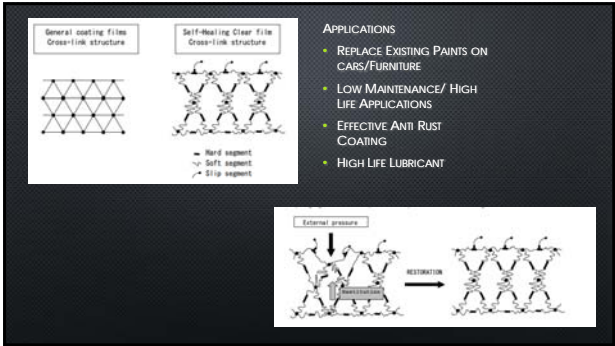 General coating films
Cross-link structure
Self-Healing Clear film
Cross-link structure
Hard segment
Soft segment
Slip segment
APPLICATIONS
• REPLACE EXISTING PAINTS ON
CARS/FURNITURE
• LOW MAINTENANCE/ HIGH
LIFE APPLICATIONS
• EFFECTIVE ANTI RUST
COATING
• HIGH LIFE LUBRICANT
External pressure
RESTORATION